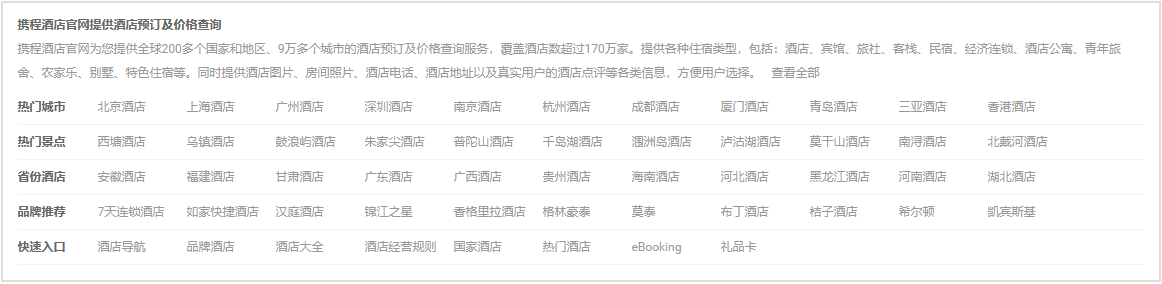 携程酒店官网提供酒店预订及价格查询
携程酒店官网为您提供全球200多个国家和地区、9万多个城市的酒店预订及价格查询服务，覆盖酒店数超过170万家。提供各种住宿类型，包括：酒店、宾馆、旅社、客栈、民宿、经济连锁、酒店公寓、青年旅
舍、农家乐、别墅、特色住宿等。同时提供酒店图片、房间照片、酒店电话、酒店地址以及真实用户的酒店点评等各类信息，方便用户选择。 查看全部
热门城市 北京酒店 上海酒店 广州酒店 深圳酒店 南京酒店 杭州酒店 成都酒店 厦门酒店 青岛酒店 三亚酒店 香港酒店
热门景点 西塘酒店 乌镇酒店 鼓浪屿酒店 朱家尖酒店 普陀山酒店 千岛湖酒店 涠洲岛酒店 泸沽湖酒店 莫干山酒店 南浔酒店 北戴河酒店
省份酒店 安徽酒店 福建酒店 甘肃酒店 广东酒店 广西酒店 贵州酒店 海南酒店 河北酒店 黑龙江酒店 河南酒店 湖北酒店
品牌推荐 7天连锁酒店 如家快捷酒店 汉庭酒店 锦江之星 香格里拉酒店 格林豪泰 莫泰 布丁酒店 桔子酒店 希尔顿 凯宾斯基
快速入口 酒店导航 品牌酒店 酒店大全 酒店经营规则 国家酒店 热门酒店 eBooking 礼品卡